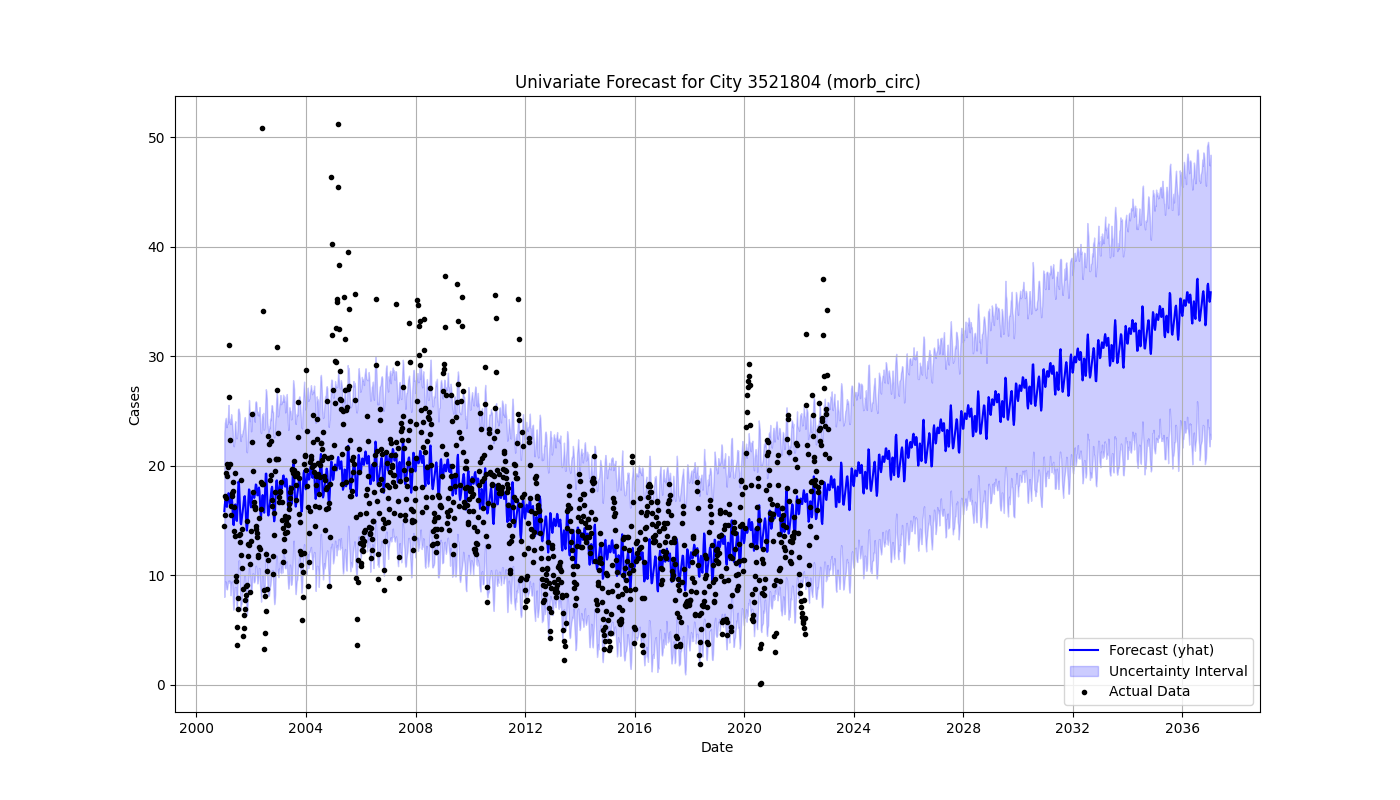 Univariate Forecast for City 3521804 (morb_circ)
50
40
30
20
10
0
Cases
2000 2004 2008 2012 2016 2020 2024 2028 2032 2036
Date
Forecast (yhat)
Uncertainty Interval
Actual Data